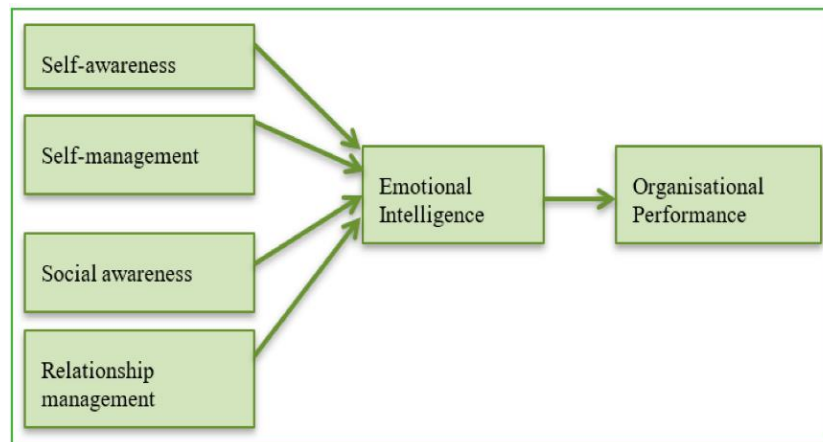 Self-awareness
Self-management
Social awareness
Relationship
management
Emotional
Intelligence
Organisational
Performance